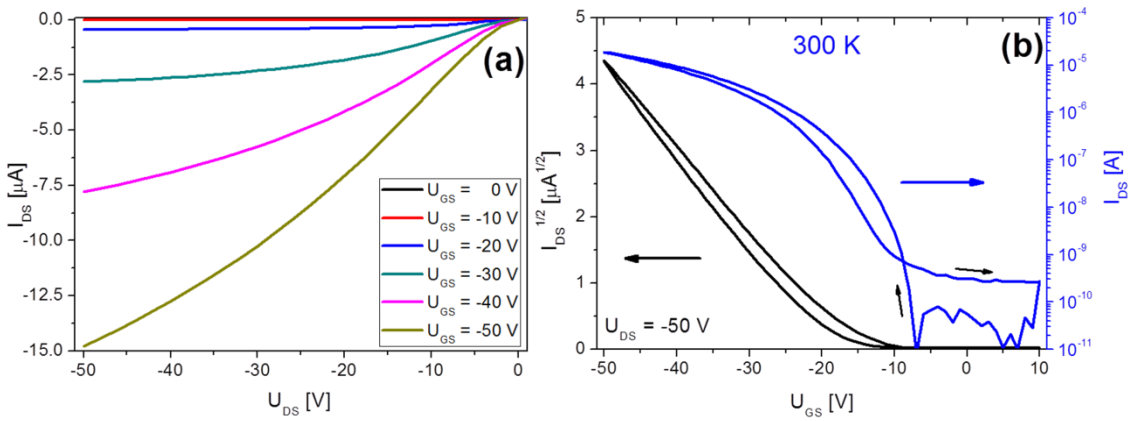 (a)
0.0
-2.5
-5.0
-7.5
-10.0
-12.5
-15.0
I_DS [µA]
-50 -40 -30 -20 -10 0
U_DS [V]
U_GS = 0 V
U_GS = -10 V
U_GS = -20 V
U_GS = -30 V
U_GS = -40 V
U_GS = -50 V
(b)
300 K
5
4
3
2
1
0
I_DS^1/2 [µA^1/2]
U_DS = -50 V
-50 -40 -30 -20 -10 0 10
U_GS [V]
10^-4
10^-5
10^-6
10^-7
10^-8
10^-9
10^-10
10^-11
I_DS [A]